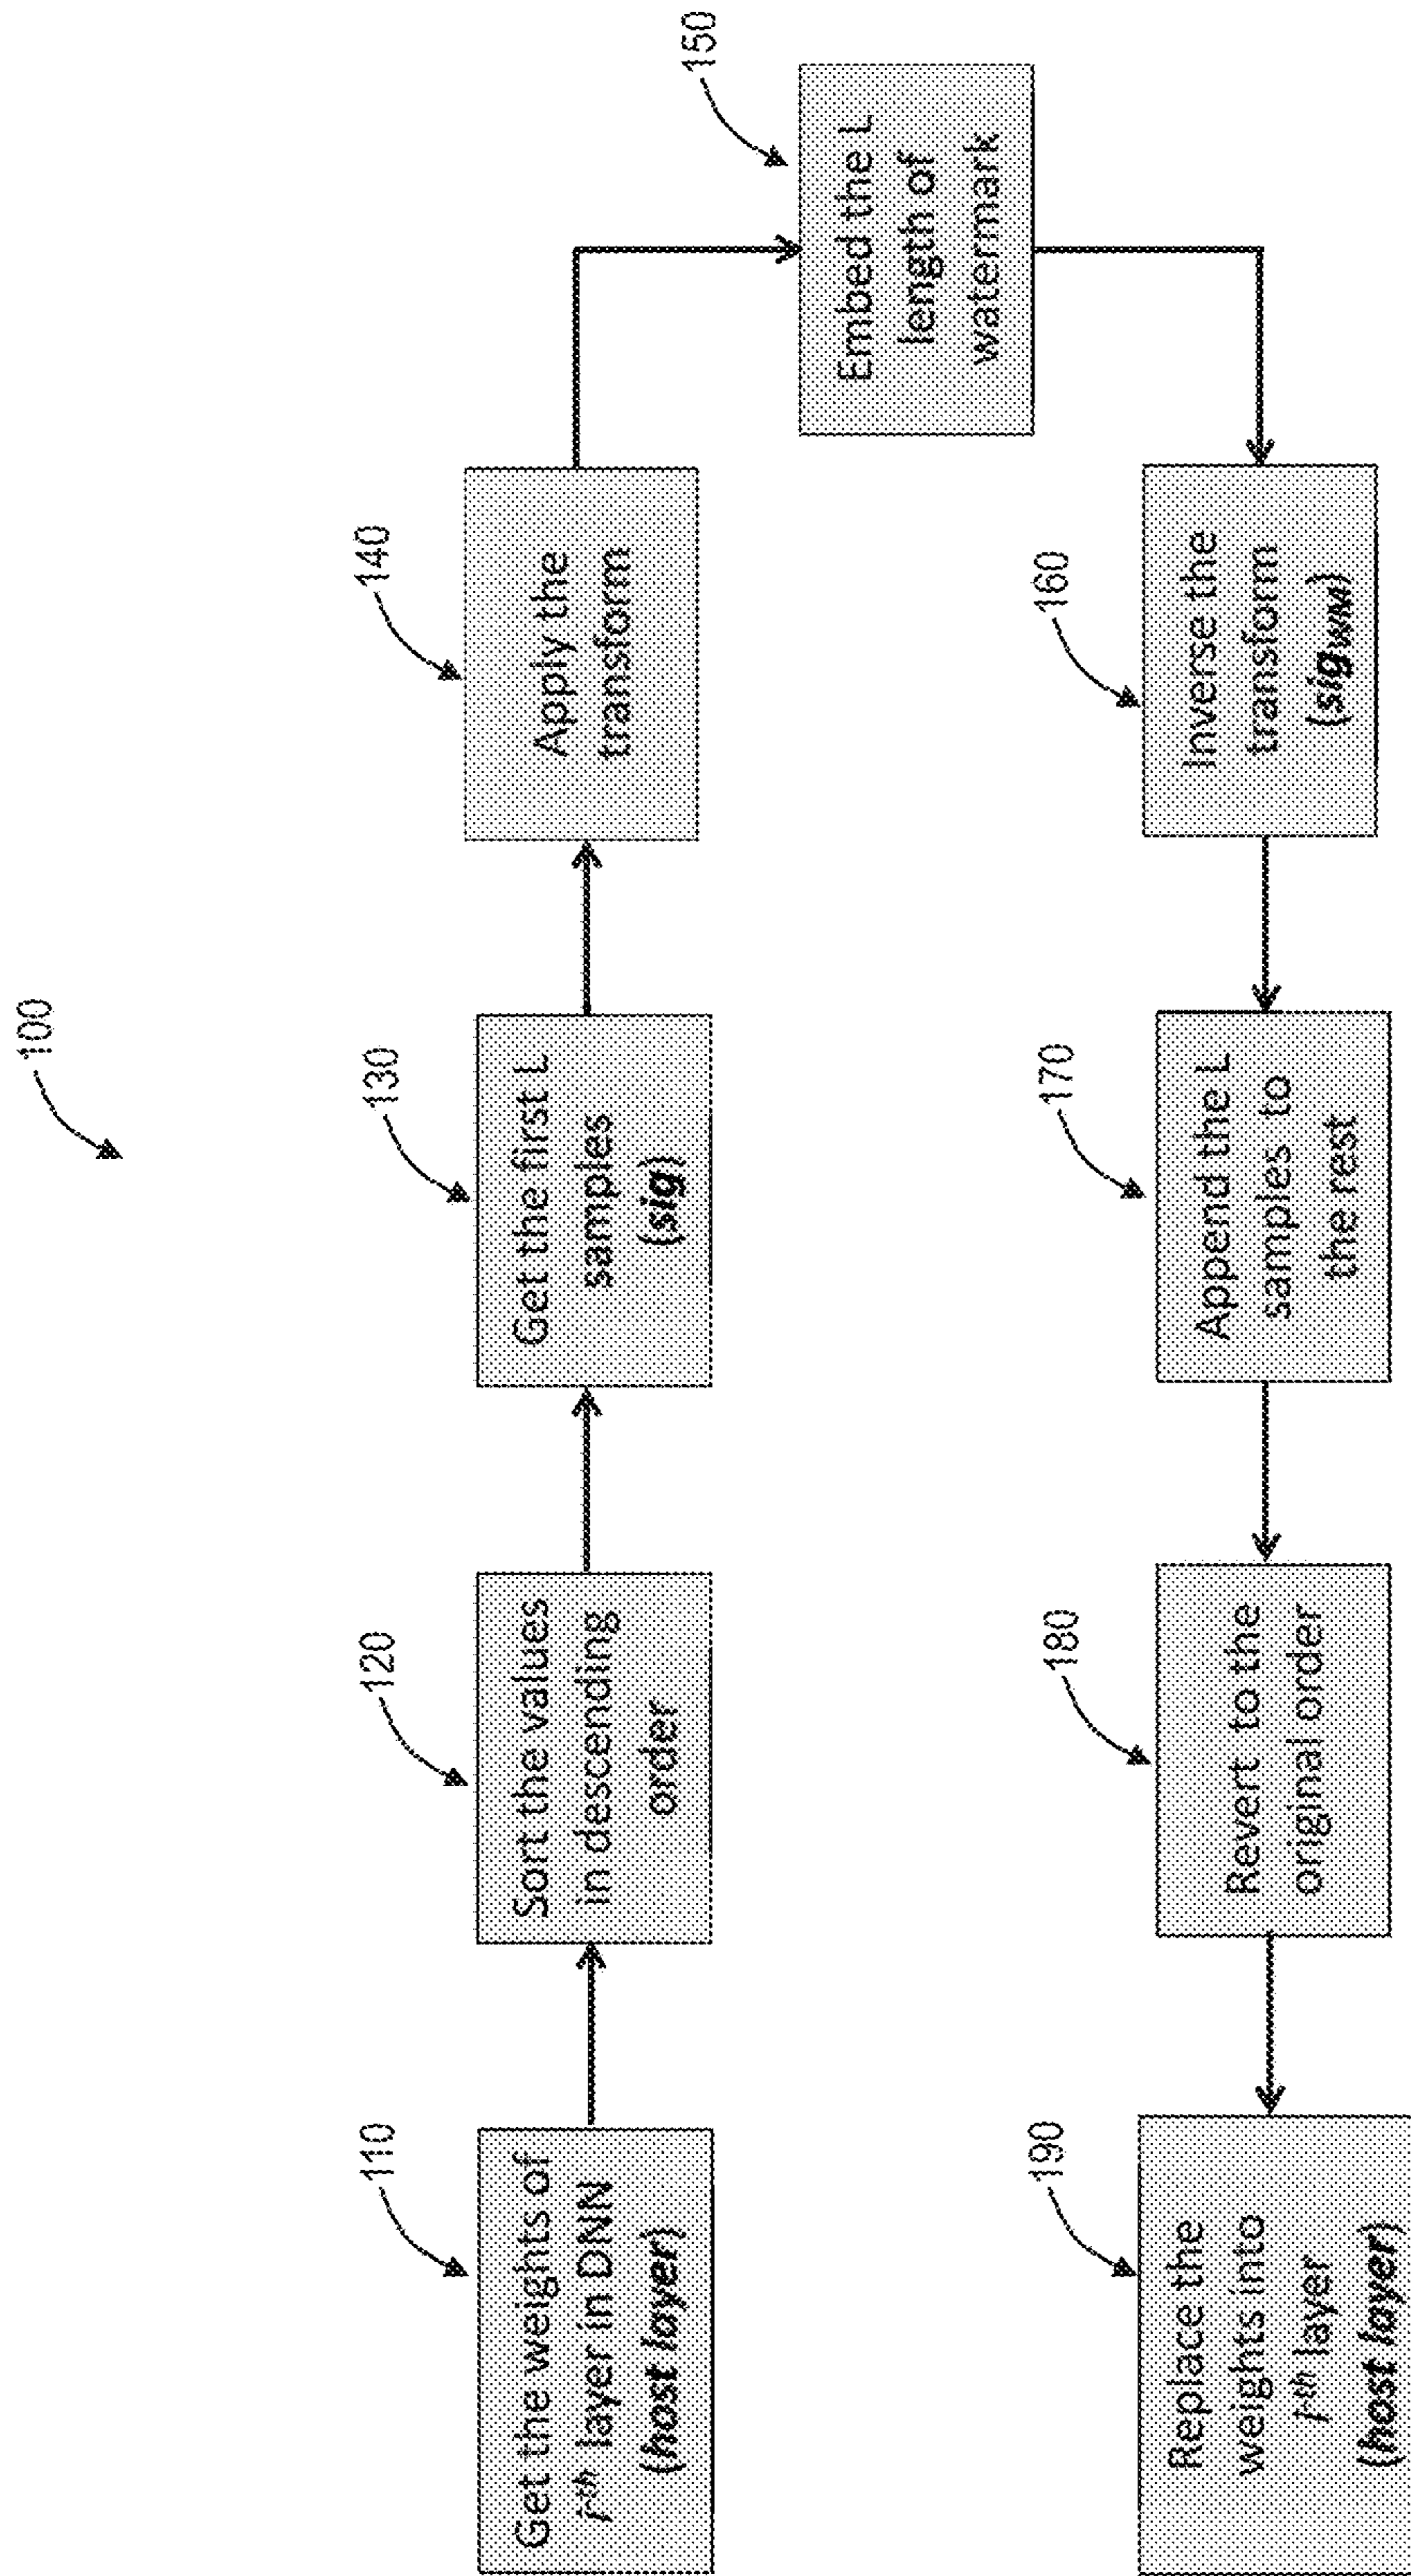 100
110
Get the weights of
iᵗʰ layer in DNN
(host layer)
120
Sort the values
in descending
order
130
Get the first L
samples
(sig)
140
Apply the
transform
150
Embed the L
length of
watermark
160
Inverse the
transform
(sigWM)
170
Append the L
samples to
the rest
180
Revert to the
original order
190
Replace the
weights into
iᵗʰ layer
(host layer)